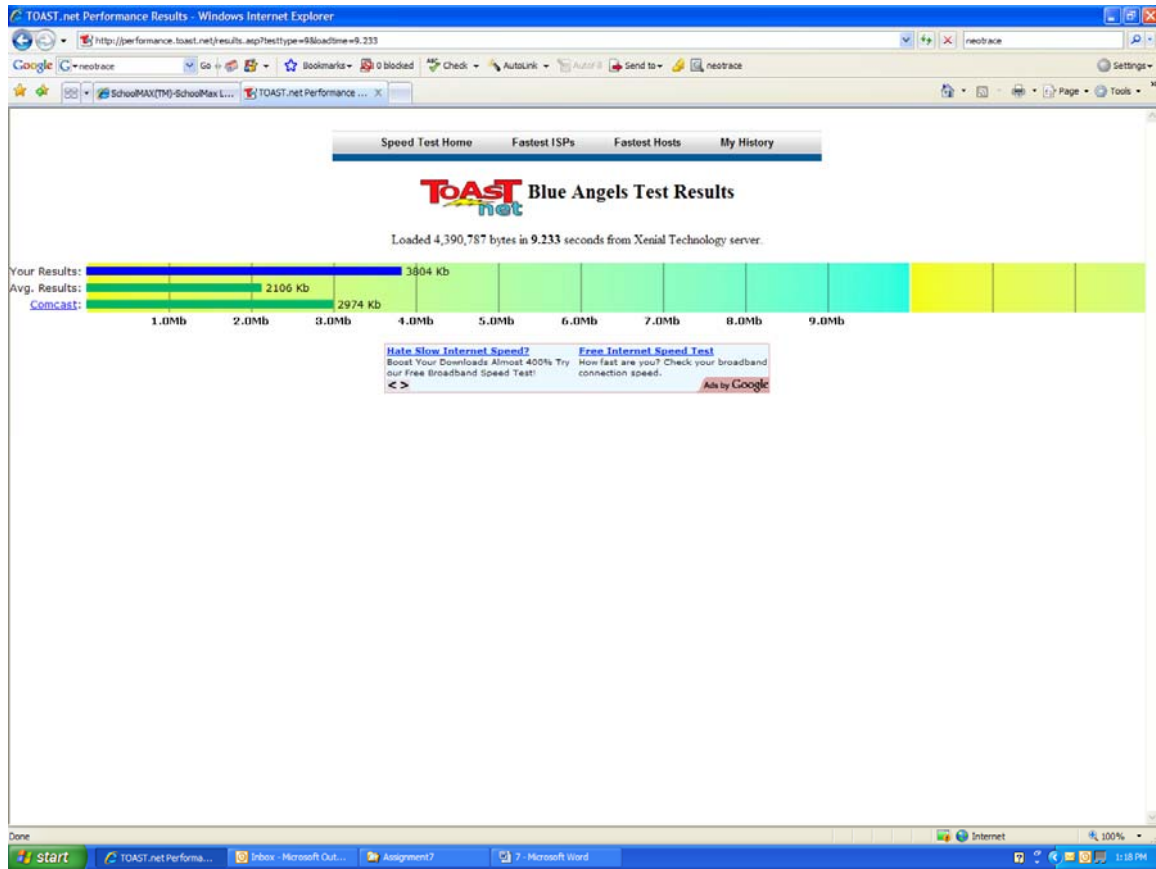 TOAST.net Performance Results - Windows Internet Explorer
http://performance.toast.net/results.asp?testtype=9&loadtime=9.233
neotrace
Google
neotrace
Go
Bookmarks
0 blocked
Check
AutoLink
AutoFill
Send to
neotrace
Settings
SchoolMAX(TM)-SchoolMax L...
TOAST.net Performance ...
Page
Tools
Speed Test Home Fastest ISPs Fastest Hosts My History
TOAST net Blue Angels Test Results
Loaded 4,390,787 bytes in 9.233 seconds from Xenial Technology server.
Your Results: 3804 Kb
Avg. Results: 2106 Kb
Comcast: 2974 Kb
1.0Mb 2.0Mb 3.0Mb 4.0Mb 5.0Mb 6.0Mb 7.0Mb 8.0Mb 9.0Mb
Hate Slow Internet Speed?
Boost Your Downloads Almost 400% Try
our Free Broadband Speed Test!
Free Internet Speed Test
How fast are you? Check your broadband
connection speed.
< >
Ads by Google
Done
Internet
100%
start
TOAST.net Performa...
Inbox - Microsoft Out...
Assignment7
7 - Microsoft Word
1:18 PM